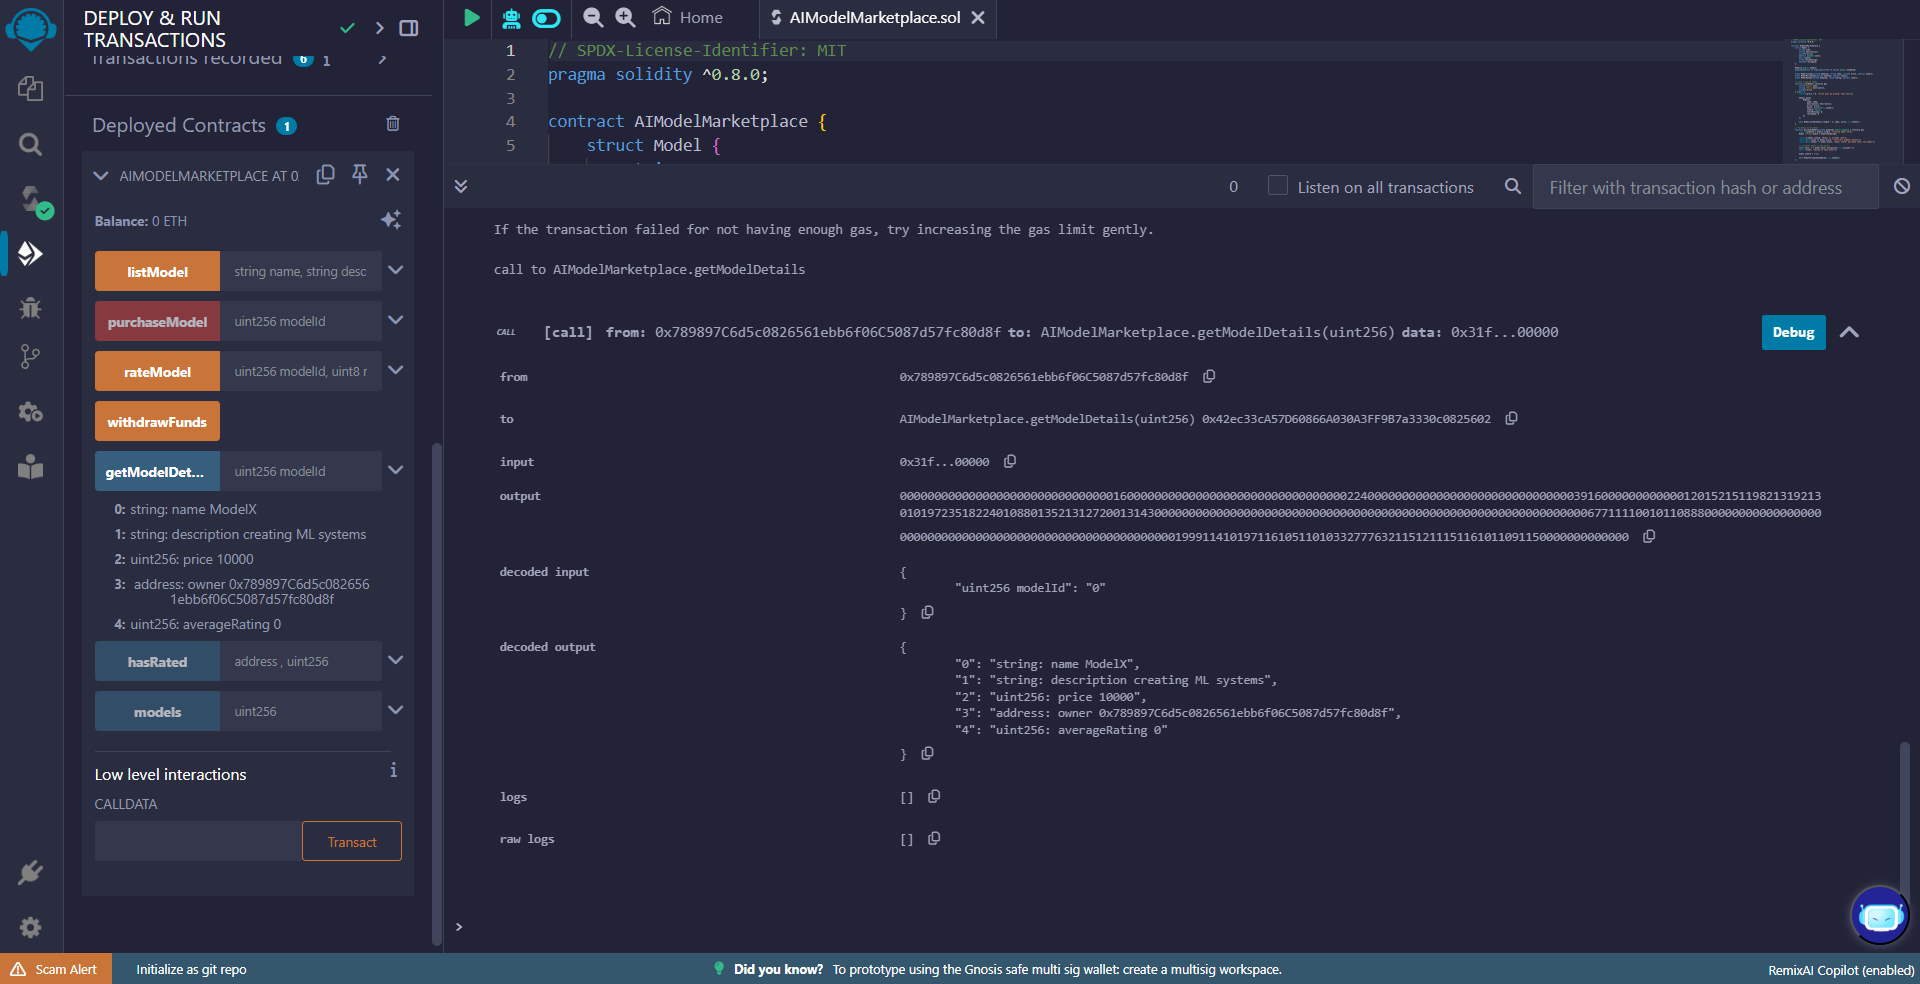 DEPLOY & RUN
TRANSACTIONS
Transactions recorded 6 1
Deployed Contracts 1
AIMODELMARKETPLACE AT 0
Balance: 0 ETH
listModel string name, string desc
purchaseModel uint256 modelId
rateModel uint256 modelId, uint8 r
withdrawFunds
getModelDet... uint256 modelId
0: string: name ModelX
1: string: description creating ML systems
2: uint256: price 10000
3: address: owner 0x789897C6d5c082656
1ebb6f06C5087d57fc80d8f
4: uint256: averageRating 0
hasRated address , uint256
models uint256
Low level interactions i
CALLDATA
Transact
Home
AIModelMarketplace.sol
1 // SPDX-License-Identifier: MIT
2 pragma solidity ^0.8.0;
3
4 contract AIModelMarketplace {
5 struct Model {
0 Listen on all transactions Filter with transaction hash or address
If the transaction failed for not having enough gas, try increasing the gas limit gently.
call to AIModelMarketplace.getModelDetails
CALL [call] from: 0x789897C6d5c0826561ebb6f06C5087d57fc80d8f to: AIModelMarketplace.getModelDetails(uint256) data: 0x31f...00000 Debug
from 0x789897C6d5c0826561ebb6f06C5087d57fc80d8f
to AIModelMarketplace.getModelDetails(uint256) 0x42ec33cA57D60866A030A3FF9B7a3330c0825602
input 0x31f...00000
output
decoded input {
"uint256 modelId": "0"
}
decoded output {
"0": "string: name ModelX",
"1": "string: description creating ML systems",
"2": "uint256: price 10000",
"3": "address: owner 0x789897C6d5c0826561ebb6f06C5087d57fc80d8f",
"4": "uint256: averageRating 0"
}
logs []
raw logs []
>
Scam Alert Initialize as git repo Did you know? To prototype using the Gnosis safe multi sig wallet: create a multisig workspace. RemixAI Copilot (enabled)